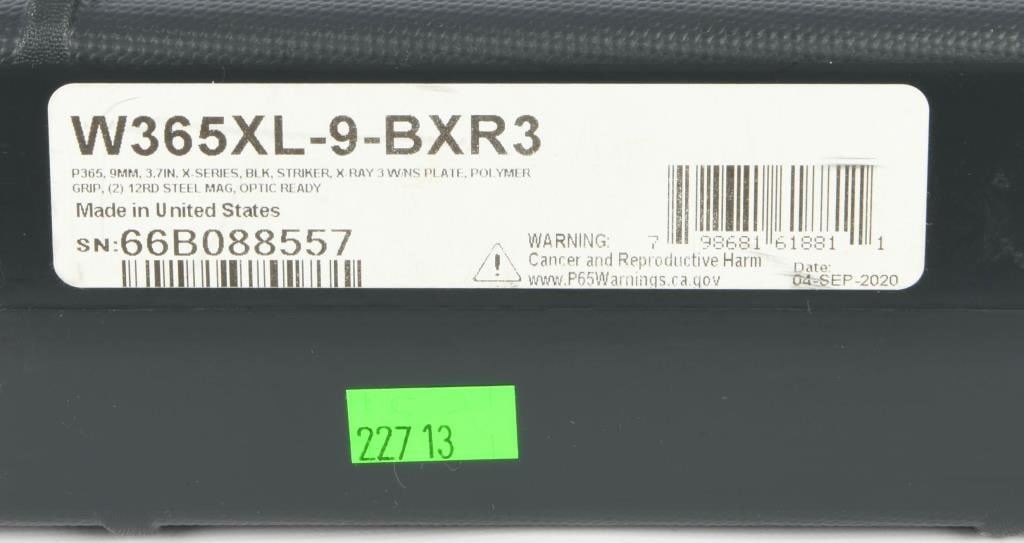 W365XL-9-BXR3
P365, 9MM, 3.7IN, X-SERIES, BLK, STRIKER, X-RAY 3 W/NS PLATE, POLYMER
GRIP, (2) 12RD STEEL MAG, OPTIC READY
Made in United States
SN:66B088557
WARNING:
Cancer and Reproductive Harm
www.P65Warnings.ca.gov
7 98681 61881 1
Date:
04-SEP-2020
227 13